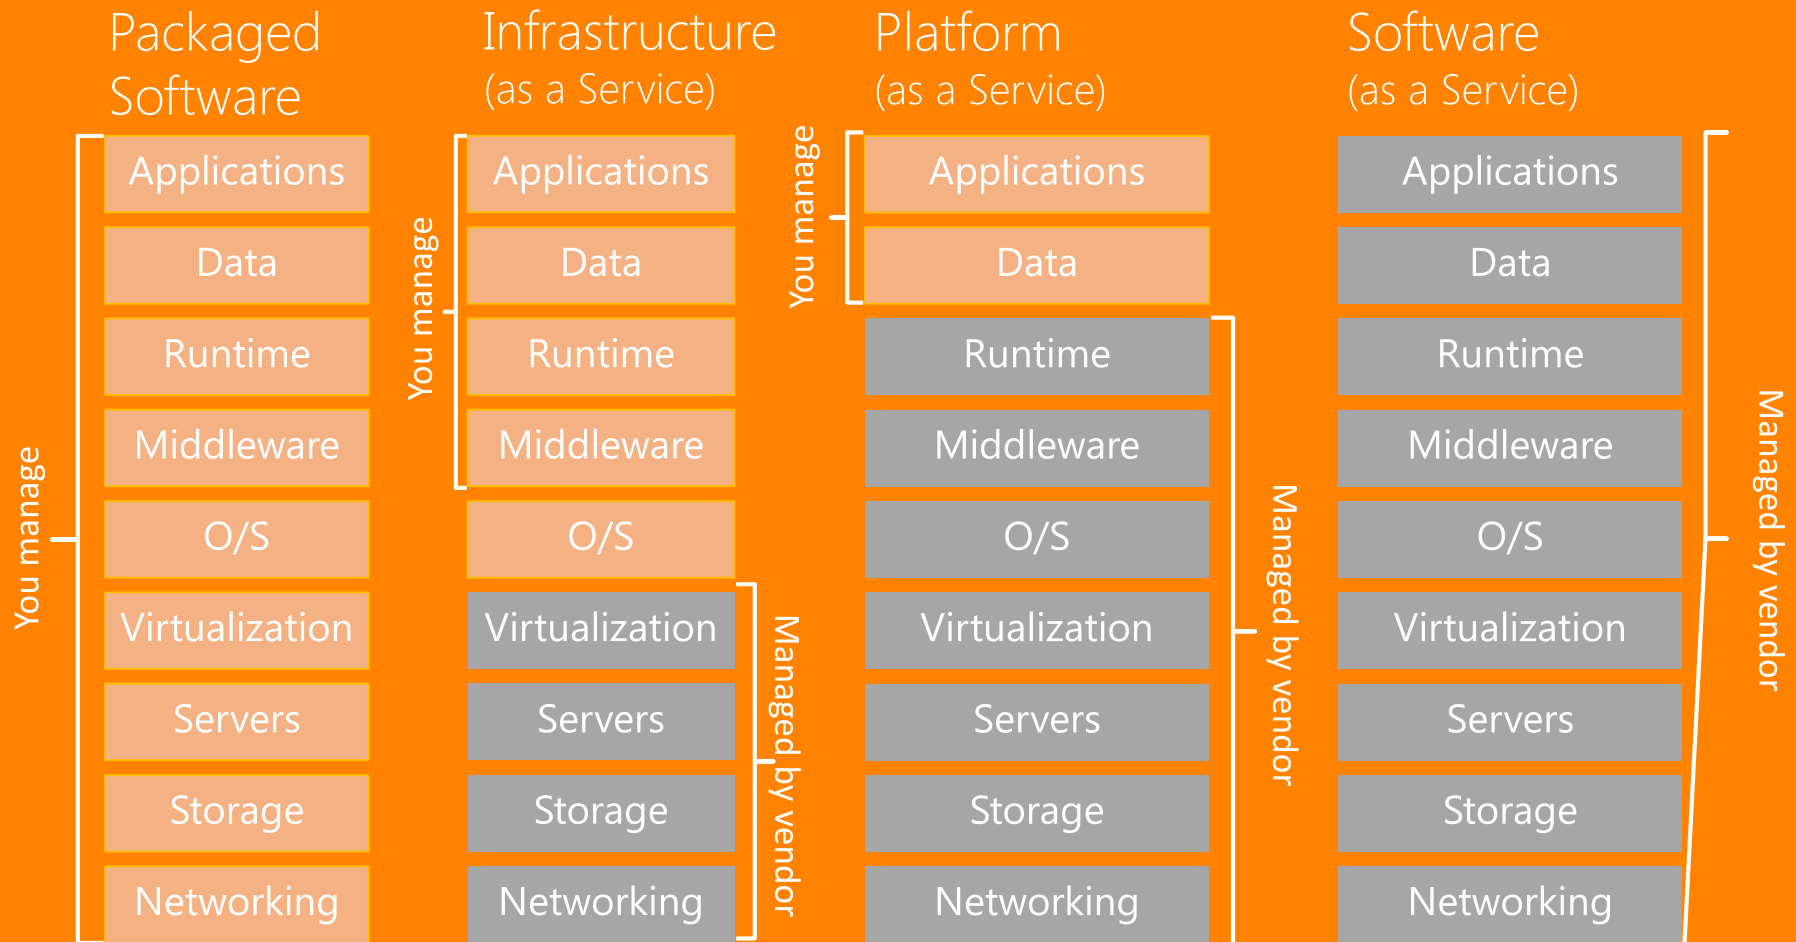 Packaged
Software
You manage
Applications
Data
Runtime
Middleware
O/S
Virtualization
Servers
Storage
Networking
Infrastructure
(as a Service)
You manage
Applications
Data
Runtime
Middleware
O/S
Virtualization
Servers
Storage
Networking
Managed by vendor
Platform
(as a Service)
You manage
Applications
Data
Runtime
Middleware
O/S
Virtualization
Servers
Storage
Networking
Managed by vendor
Software
(as a Service)
Applications
Data
Runtime
Middleware
O/S
Virtualization
Servers
Storage
Networking
Managed by vendor